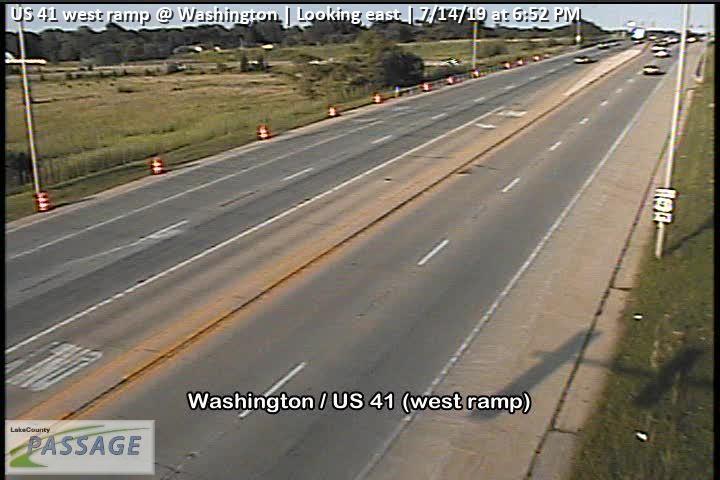 US 41 west ramp @ Washington | Looking east | 7/14/19 at 6:52 PM
Washington / US 41 (west ramp)
LakeCounty
PASSAGE